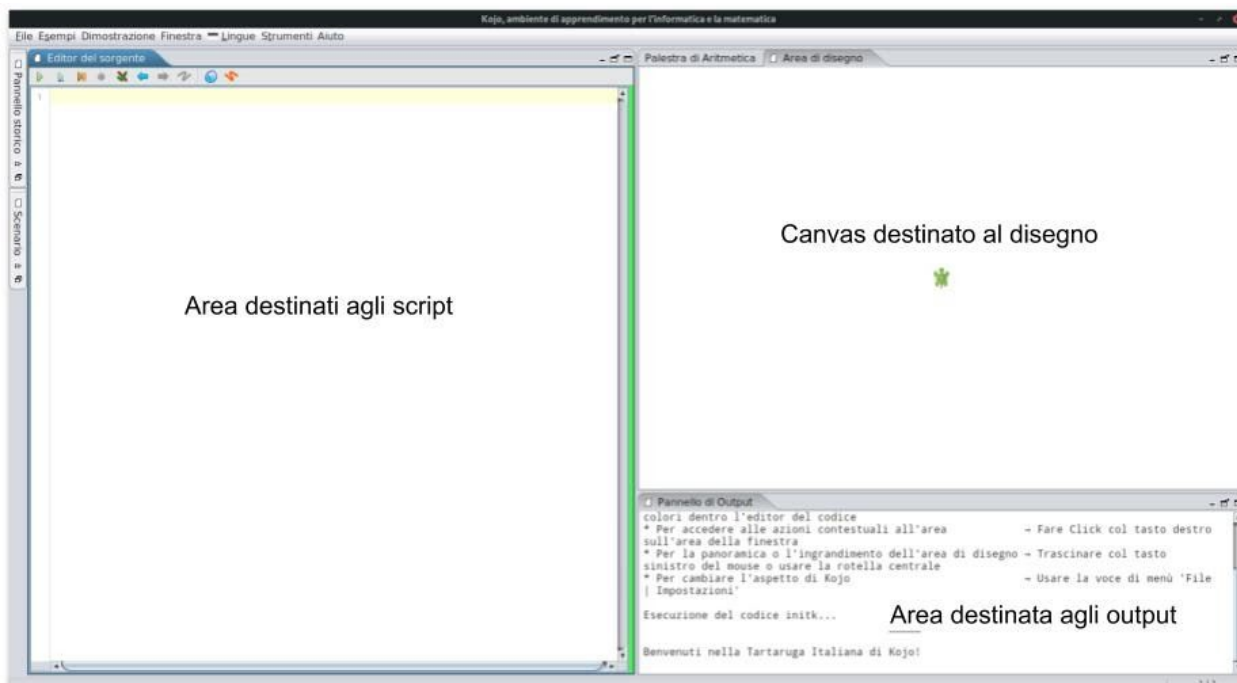 Kojo, ambiente di apprendimento per l'informatica e la matematica
File Esempi Dimostrazione Finestra Lingue Strumenti Aiuto
Pannello storico
Scenario
Editor del sorgente
1
Area destinati agli script
Palestra di Aritmetica Area di disegno
Canvas destinato al disegno
Pannello di Output
colori dentro l'editor del codice
* Per accedere alle azioni contestuali all'area → Fare Click col tasto destro
sull'area della finestra
* Per la panoramica o l'ingrandimento dell'area di disegno → Trascinare col tasto
sinistro del mouse o usare la rotella centrale
* Per cambiare l'aspetto di Kojo → Usare la voce di menù 'File
| Impostazioni'
Esecuzione del codice initk...
Area destinata agli output
Benvenuti nella Tartaruga Italiana di Kojo!